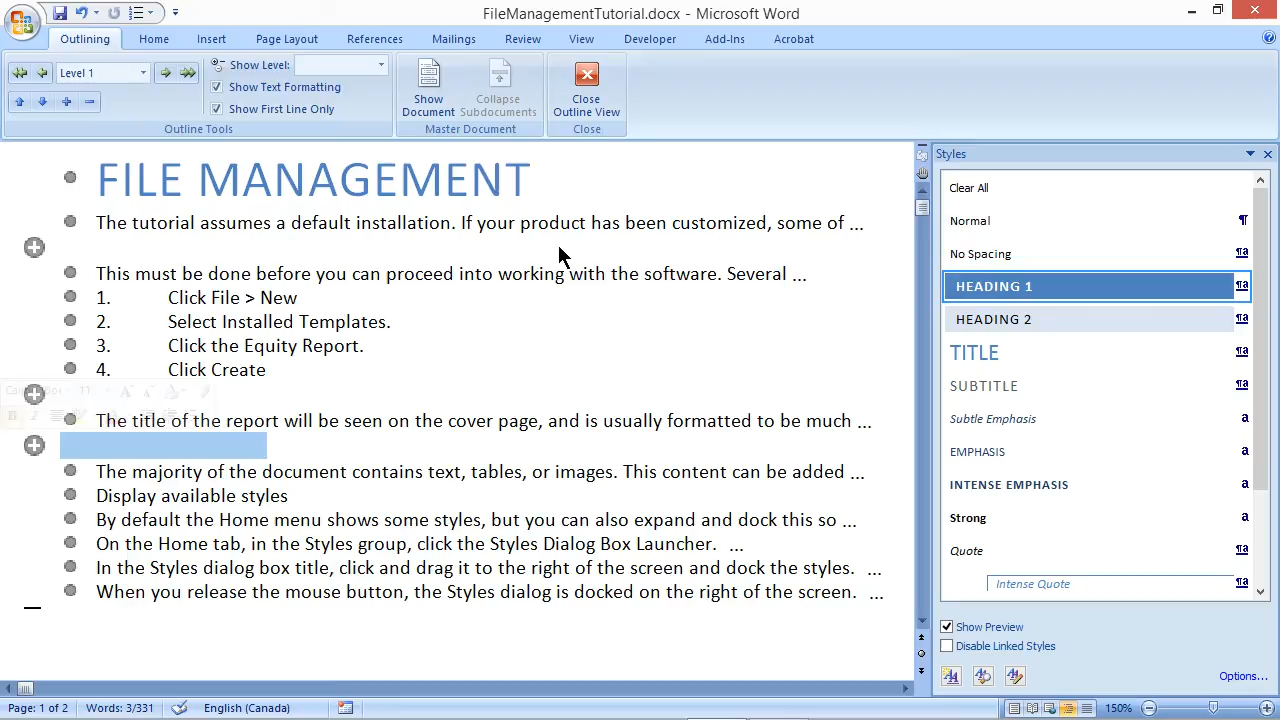 FileManagementTutorial.docx - Microsoft Word
Outlining Home Insert Page Layout References Mailings Review View Developer Add-Ins Acrobat
Level 1
Show Level:
Show Text Formatting
Show First Line Only
Outline Tools
Show Document
Collapse Subdocuments
Master Document
Close Outline View
Close
FILE MANAGEMENT
The tutorial assumes a default installation. If your product has been customized, some of ...
This must be done before you can proceed into working with the software. Several ...
1. Click File > New
2. Select Installed Templates.
3. Click the Equity Report.
4. Click Create
The title of the report will be seen on the cover page, and is usually formatted to be much ...
The majority of the document contains text, tables, or images. This content can be added ...
Display available styles
By default the Home menu shows some styles, but you can also expand and dock this so ...
On the Home tab, in the Styles group, click the Styles Dialog Box Launcher. ...
In the Styles dialog box title, click and drag it to the right of the screen and dock the styles. ...
When you release the mouse button, the Styles dialog is docked on the right of the screen. ...
Styles
Clear All
Normal ¶
No Spacing ¶a
HEADING 1 ¶a
HEADING 2 ¶a
TITLE ¶a
SUBTITLE ¶a
Subtle Emphasis a
EMPHASIS a
INTENSE EMPHASIS a
Strong a
Quote ¶a
Intense Quote ¶a
Show Preview
Disable Linked Styles
Options...
Page: 1 of 2 Words: 3/331 English (Canada) 150%